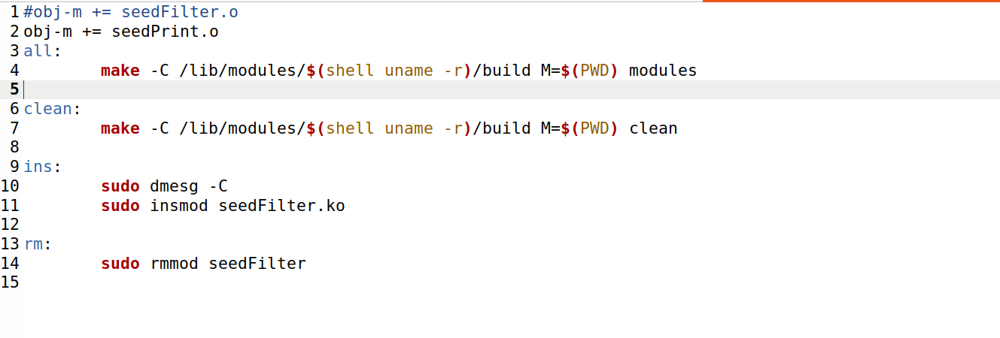 1 #obj-m += seedFilter.o
2 obj-m += seedPrint.o
3 all:
4 make -C /lib/modules/$(shell uname -r)/build M=$(PWD) modules
5
6 clean:
7 make -C /lib/modules/$(shell uname -r)/build M=$(PWD) clean
8
9 ins:
10 sudo dmesg -C
11 sudo insmod seedFilter.ko
12
13 rm:
14 sudo rmmod seedFilter
15